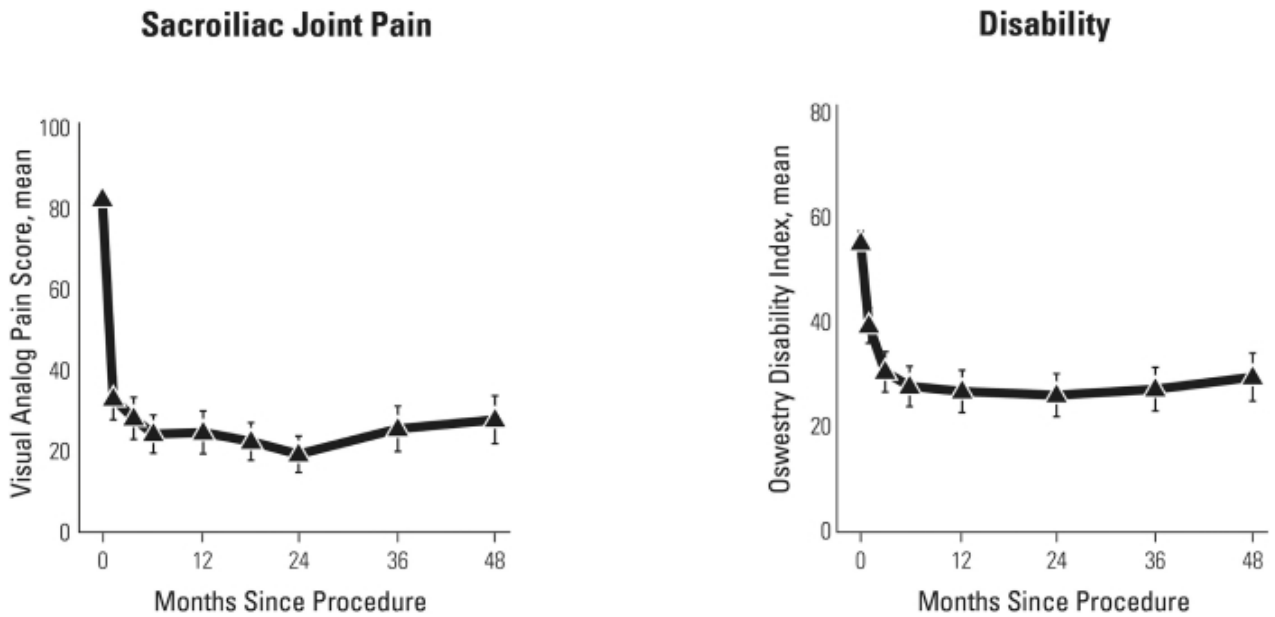 Sacroiliac Joint Pain
Visual Analog Pain Score, mean
100
80
60
40
20
0
0 12 24 36 48
Months Since Procedure
Disability
Oswestry Disability Index, mean
80
60
40
20
0
0 12 24 36 48
Months Since Procedure